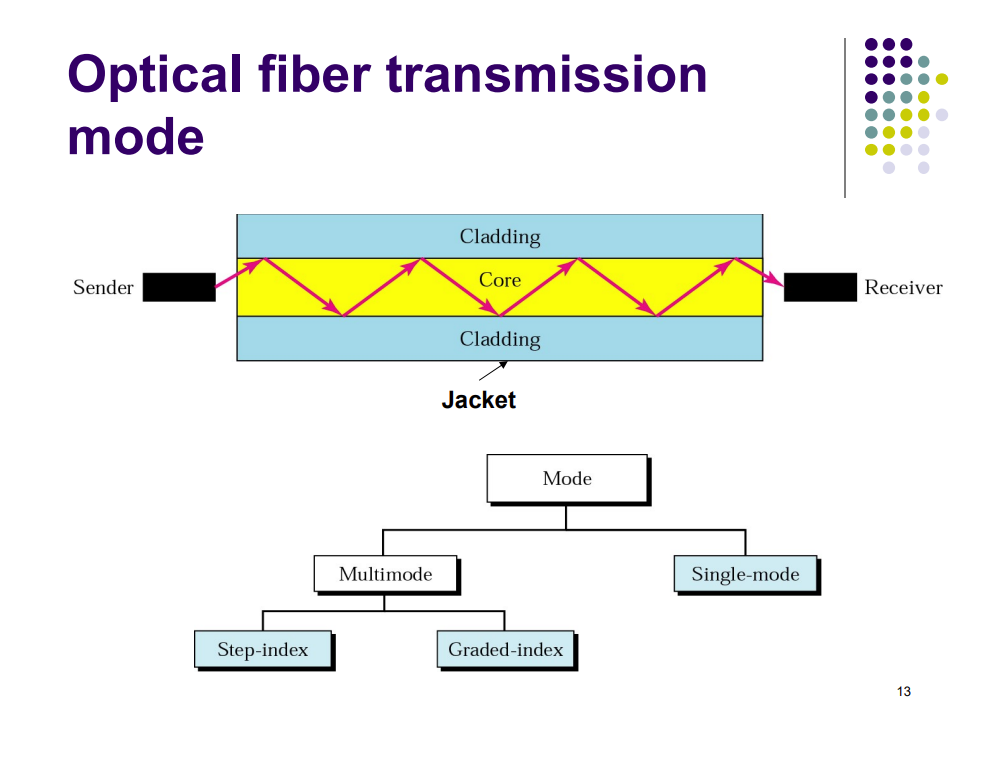 Optical fiber transmission
mode
Cladding
Sender
Core
Receiver
Cladding
Jacket
Mode
Multimode
Single-mode
Step-index
Graded-index
13